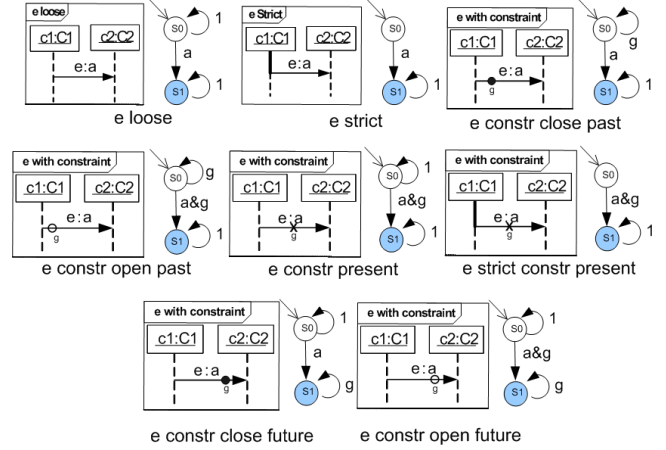 e loose
c1:C1 c2:C2
e:a
S0
1
a
S1
1
e loose
e Strict
c1:C1 c2:C2
e:a
S0
a
S1
1
e strict
e with constraint
c1:C1 c2:C2
e:a
g
S0
g
a
S1
1
e constr close past
e with constraint
c1:C1 c2:C2
e:a
g
S0
g
a&g
S1
1
e constr open past
e with constraint
c1:C1 c2:C2
e:a
g
S0
1
a&g
S1
1
e constr present
e with constraint
c1:C1 c2:C2
e:a
g
S0
a&g
S1
1
e strict constr present
e with constraint
c1:C1 c2:C2
e:a
g
S0
1
a
S1
g
e constr close future
e with constraint
c1:C1 c2:C2
e:a
g
S0
1
a&g
S1
g
e constr open future